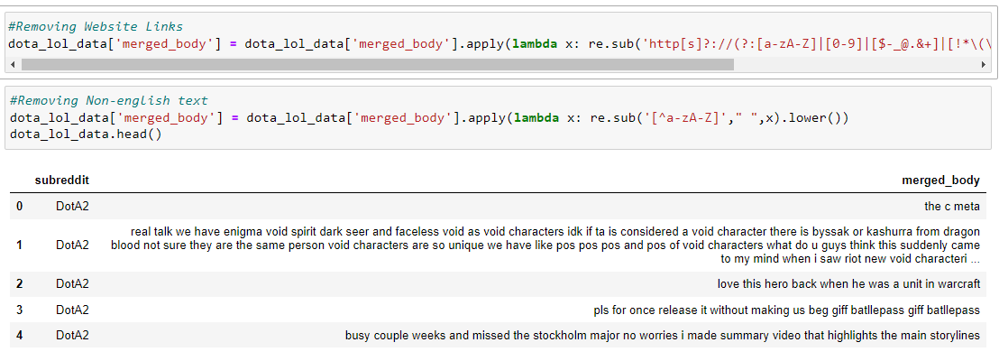 #Removing Website Links
dota_lol_data['merged_body'] = dota_lol_data['merged_body'].apply(lambda x: re.sub('http[s]?://(?:[a-zA-Z]|[0-9]|[$-_@.&+]|[!*\(\
#Removing Non-english text
dota_lol_data['merged_body'] = dota_lol_data['merged_body'].apply(lambda x: re.sub('[^a-zA-Z]'," ",x).lower())
dota_lol_data.head()
subreddit merged_body
0 DotA2 the c meta
1 DotA2 real talk we have enigma void spirit dark seer and faceless void as void characters idk if ta is considered a void character there is byssak or kashurra from dragon
blood not sure they are the same person void characters are so unique we have like pos pos pos and pos of void characters what do u guys think this suddenly came
to my mind when i saw riot new void characteri ...
2 DotA2 love this hero back when he was a unit in warcraft
3 DotA2 pls for once release it without making us beg giff batllepass giff batllepass
4 DotA2 busy couple weeks and missed the stockholm major no worries i made summary video that highlights the main storylines